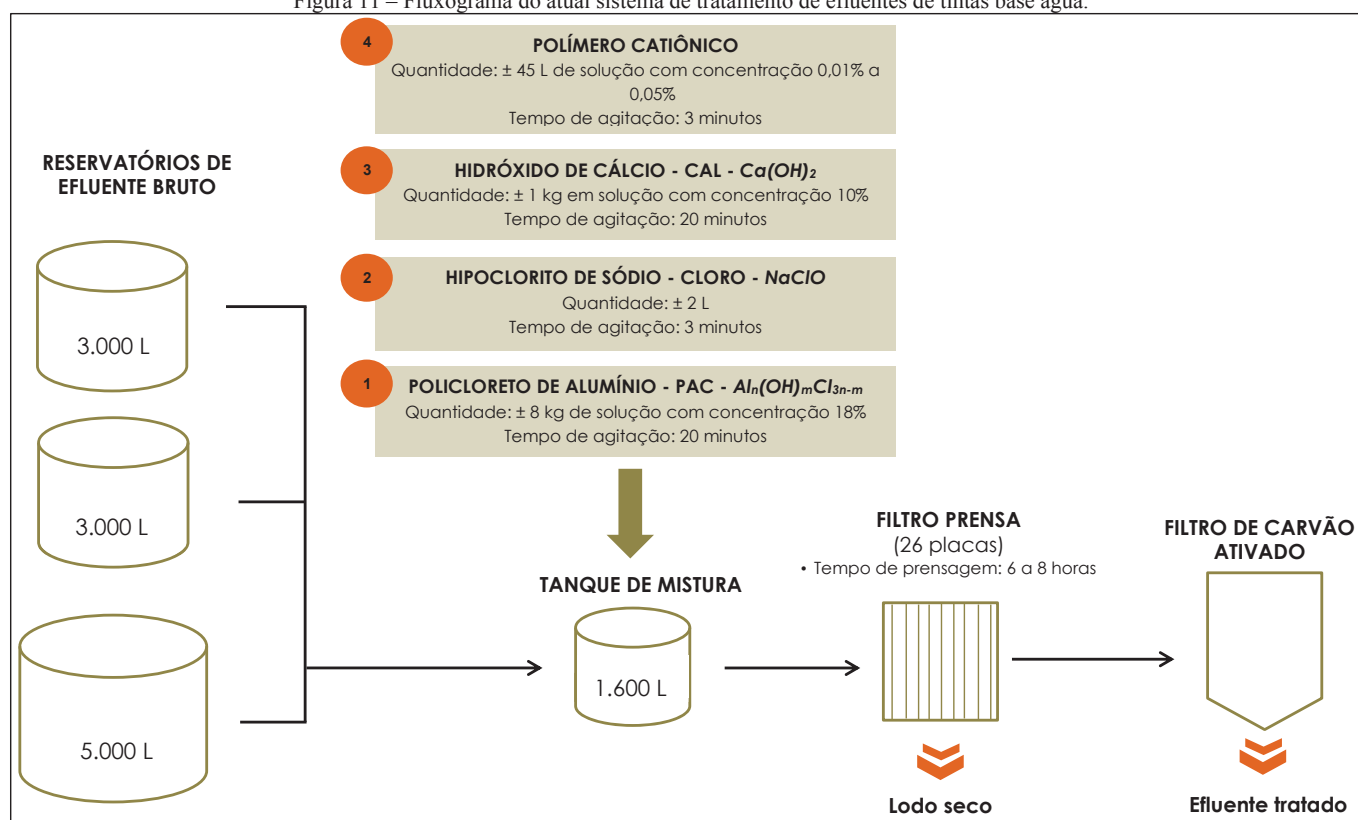 Figura 11 – Fluxograma do atual sistema de tratamento de efluentes de tintas base água.
4
POLÍMERO CATIÔNICO
Quantidade: ± 45 L de solução com concentração 0,01% a
0,05%
Tempo de agitação: 3 minutos
RESERVATÓRIOS DE
EFLUENTE BRUTO
3
HIDRÓXIDO DE CÁLCIO - CAL - Ca(OH)₂
Quantidade: ± 1 kg em solução com concentração 10%
Tempo de agitação: 20 minutos
2
HIPOCLORITO DE SÓDIO - CLORO - NaClO
Quantidade: ± 2 L
Tempo de agitação: 3 minutos
3.000 L
1
POLICLORETO DE ALUMÍNIO - PAC - Alₙ(OH)ₘCl₃ₙ₋ₘ
Quantidade: ± 8 kg de solução com concentração 18%
Tempo de agitação: 20 minutos
3.000 L
FILTRO PRENSA
(26 placas)
• Tempo de prensagem: 6 a 8 horas
FILTRO DE CARVÃO
ATIVADO
TANQUE DE MISTURA
1.600 L
5.000 L
Lodo seco
Efluente tratado